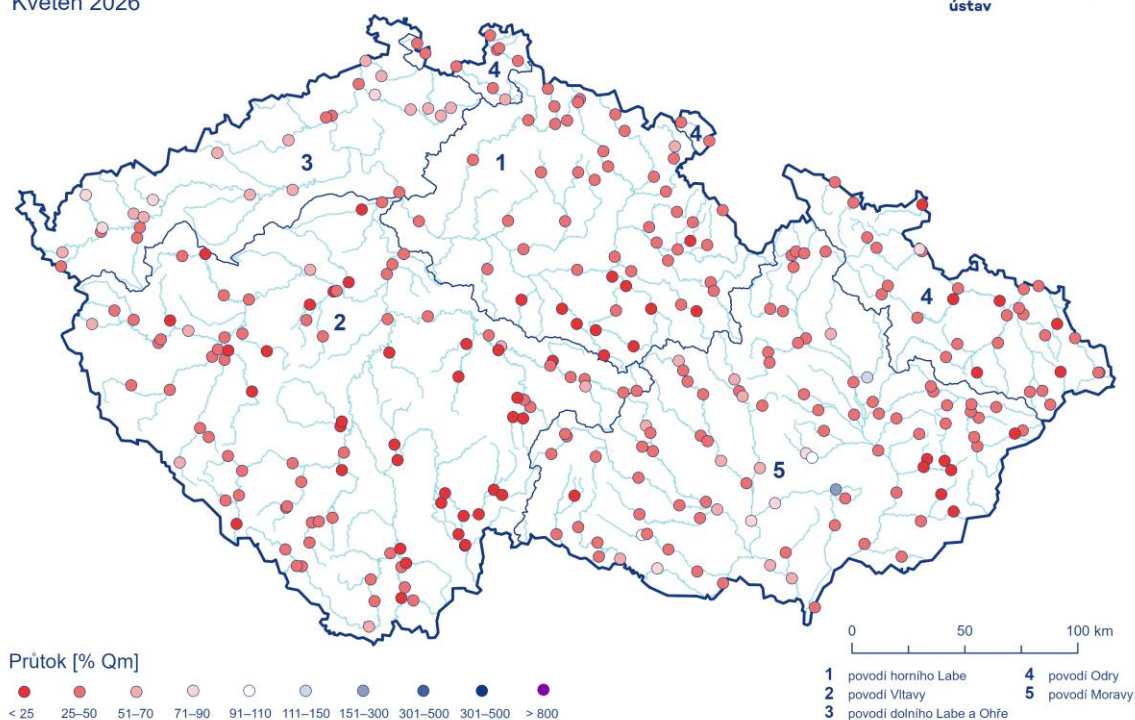 Květen 2026
ústav
4
4
1
3
2
4
5
Průtok [% Qm]
< 25 25–50 51–70 71–90 91–110 111–150 151–300 301–500 301–500 > 800
0 50 100 km
1 povodí horního Labe
2 povodí Vltavy
3 povodí dolního Labe a Ohře
4 povodí Odry
5 povodí Moravy